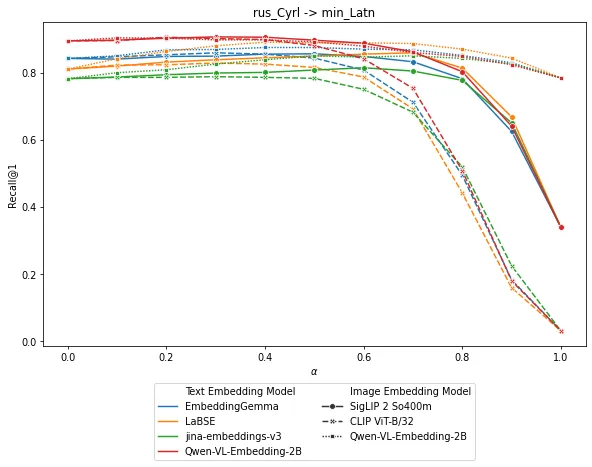 rus_Cyrl -> min_Latn
Recall@1
0.8
0.6
0.4
0.2
0.0
0.0 0.2 0.4 0.6 0.8 1.0
α
Text Embedding Model
EmbeddingGemma
LaBSE
jina-embeddings-v3
Qwen-VL-Embedding-2B
Image Embedding Model
SigLIP 2 So400m
CLIP ViT-B/32
Qwen-VL-Embedding-2B